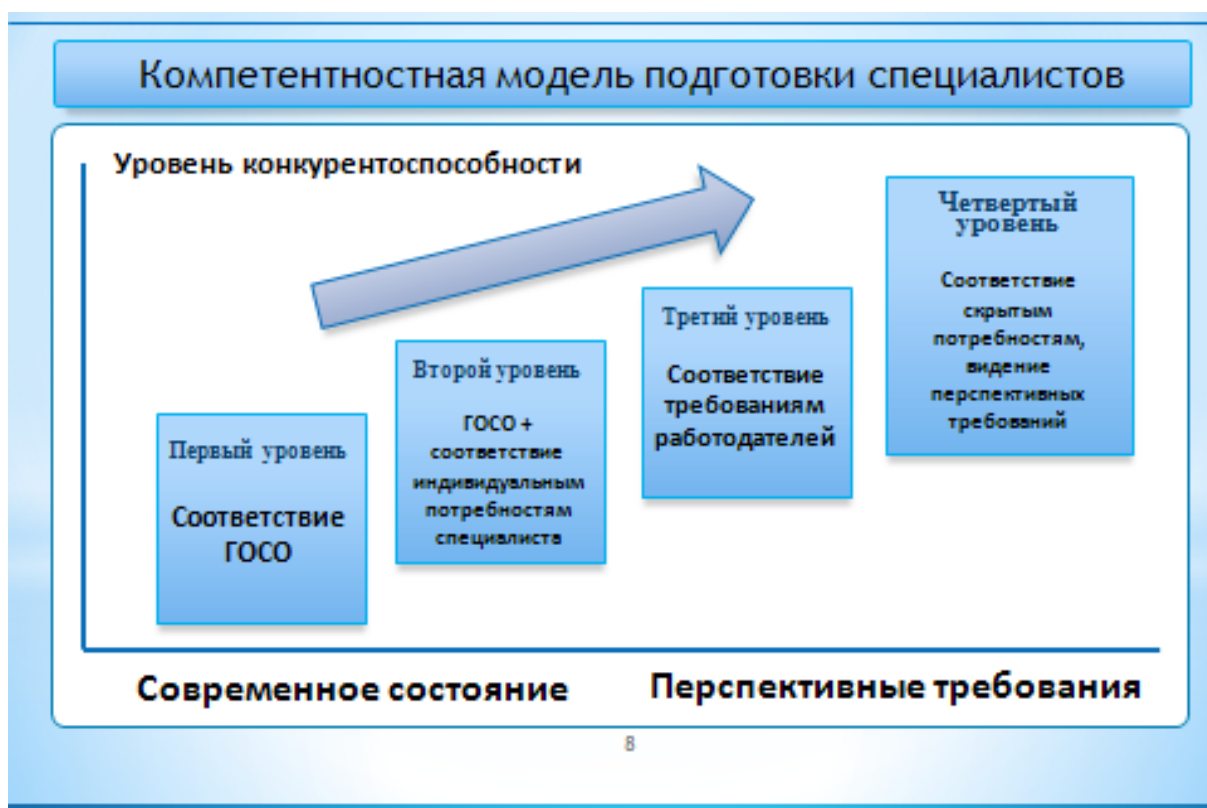 Компетентностная модель подготовки специалистов
Уровень конкурентоспособности
Первый уровень
Соответствие
ГОСО
Второй уровень
ГОСО +
соответствие
индивидуальным
потребностям
специалиста
Третий уровень
Соответствие
требованиям
работодателей
Четвертый
уровень
Соответствие
скрытым
потребностям,
видение
перспективных
требований
Современное состояние
Перспективные требования
8